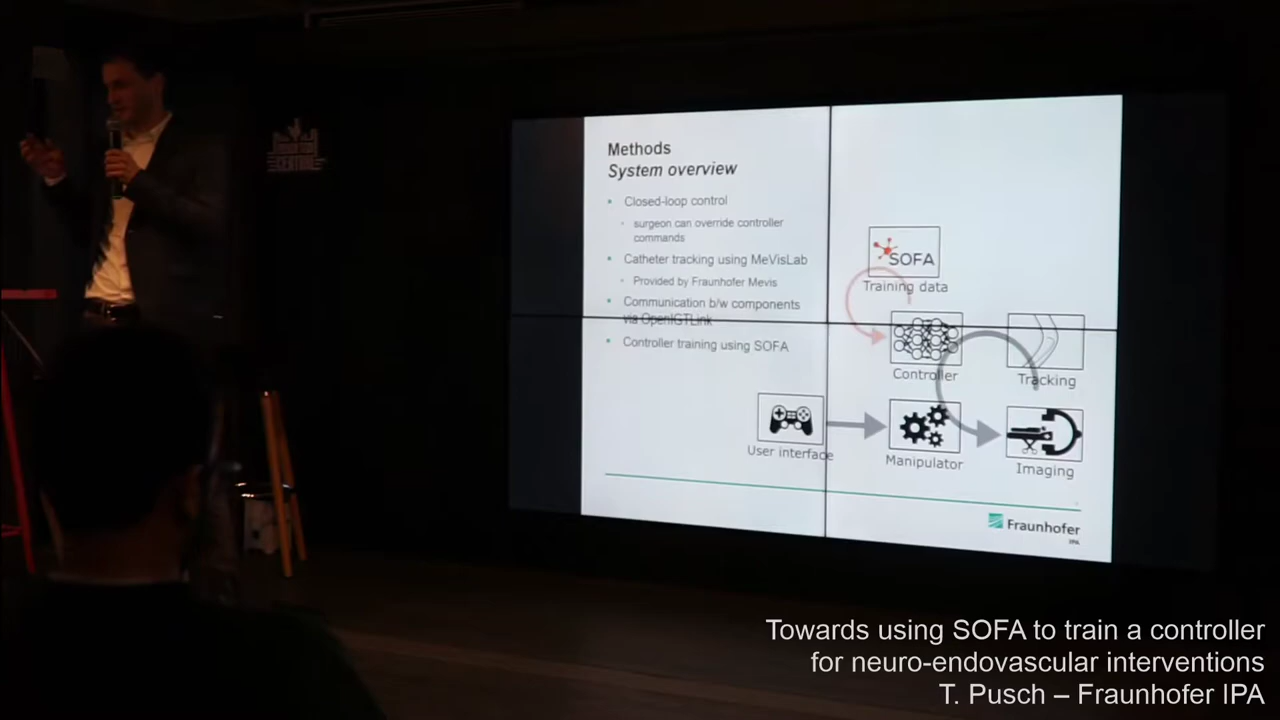 Methods
System overview
Closed-loop control
surgeon can override controller
commands
Catheter tracking using MeVisLab
Provided by Fraunhofer Mevis
Communication b/w components
via OpenIGTLink
Controller training using SOFA
SOFA
Training data
Controller
Tracking
User interface
Manipulator
Imaging
Fraunhofer
IPA
Towards using SOFA to train a controller
for neuro-endovascular interventions
T. Pusch – Fraunhofer IPA